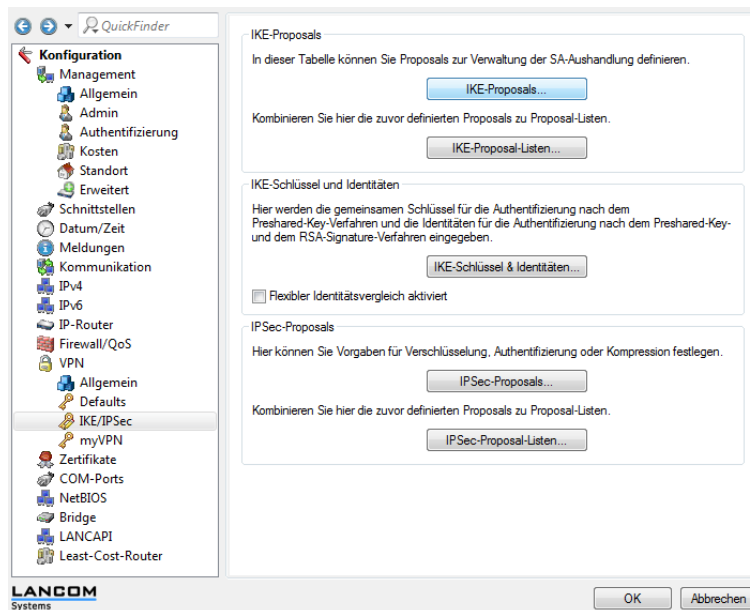 QuickFinder
Konfiguration
Management
Allgemein
Admin
Authentifizierung
Kosten
Standort
Erweitert
Schnittstellen
Datum/Zeit
Meldungen
Kommunikation
IPv4
IPv6
IP-Router
Firewall/QoS
VPN
Allgemein
Defaults
IKE/IPSec
myVPN
Zertifikate
COM-Ports
NetBIOS
Bridge
LANCAPI
Least-Cost-Router
IKE-Proposals
In dieser Tabelle können Sie Proposals zur Verwaltung der SA-Aushandlung definieren.
IKE-Proposals...
Kombinieren Sie hier die zuvor definierten Proposals zu Proposal-Listen.
IKE-Proposal-Listen...
IKE-Schlüssel und Identitäten
Hier werden die gemeinsamen Schlüssel für die Authentifizierung nach dem
Preshared-Key-Verfahren und die Identitäten für die Authentifizierung nach dem Preshared-Key-
und dem RSA-Signature-Verfahren eingegeben.
IKE-Schlüssel & Identitäten...
Flexibler Identitätsvergleich aktiviert
IPSec-Proposals
Hier können Sie Vorgaben für Verschlüsselung, Authentifizierung oder Kompression festlegen.
IPSec-Proposals...
Kombinieren Sie hier die zuvor definierten Proposals zu Proposal-Listen.
IPSec-Proposal-Listen...
LANCOM
Systems
OK
Abbrechen